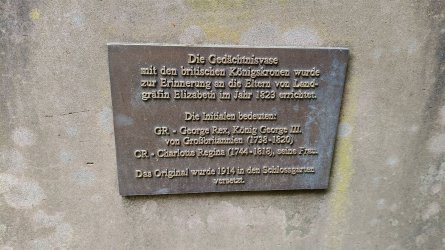 Die Gedächtnisvase
mit den britischen Königskronen wurde
zur Erinnerung an die Eltern von Land-
gräfin Elizabeth im Jahr 1823 errichtet.
Die Initialen bedeuten:
GR. - George Rex, König George III.
von Großbritannien (1738-1820),
CR - Charlotte Regina (1744-1818), seine Frau.
Das Original wurde 1914 in den Schlossgarten
versetzt.